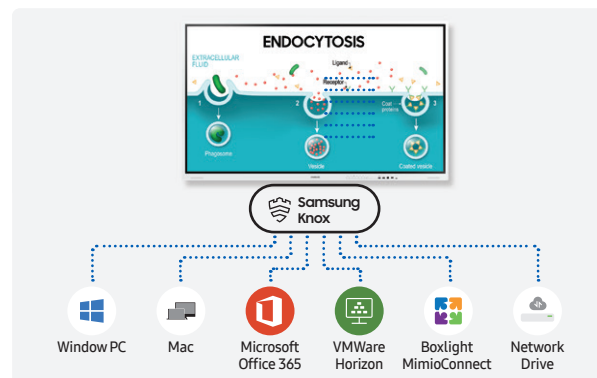 ENDOCYTOSIS
EXTRACELLULAR
FLUID
Ligand
Receptor
1
2
Coat
proteins
3
Phagosome
Vesicle
Coated vesicle
Samsung
Knox
Window PC
Mac
Microsoft
Office 365
VMWare
Horizon
Boxlight
MimioConnect
Network
Drive